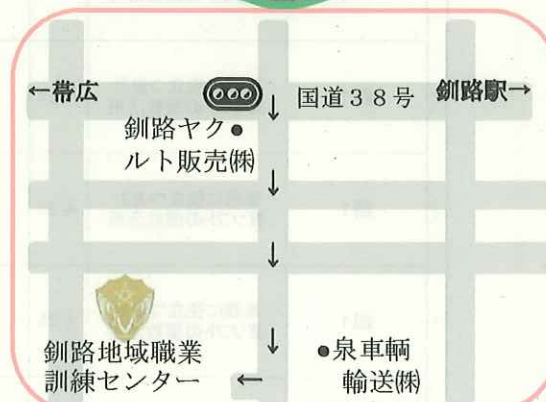 ←帯広
国道38号
釧路駅→
釧路ヤク
ルト販売㈱
釧路地域職業
訓練センター
泉車輌
輸送㈱